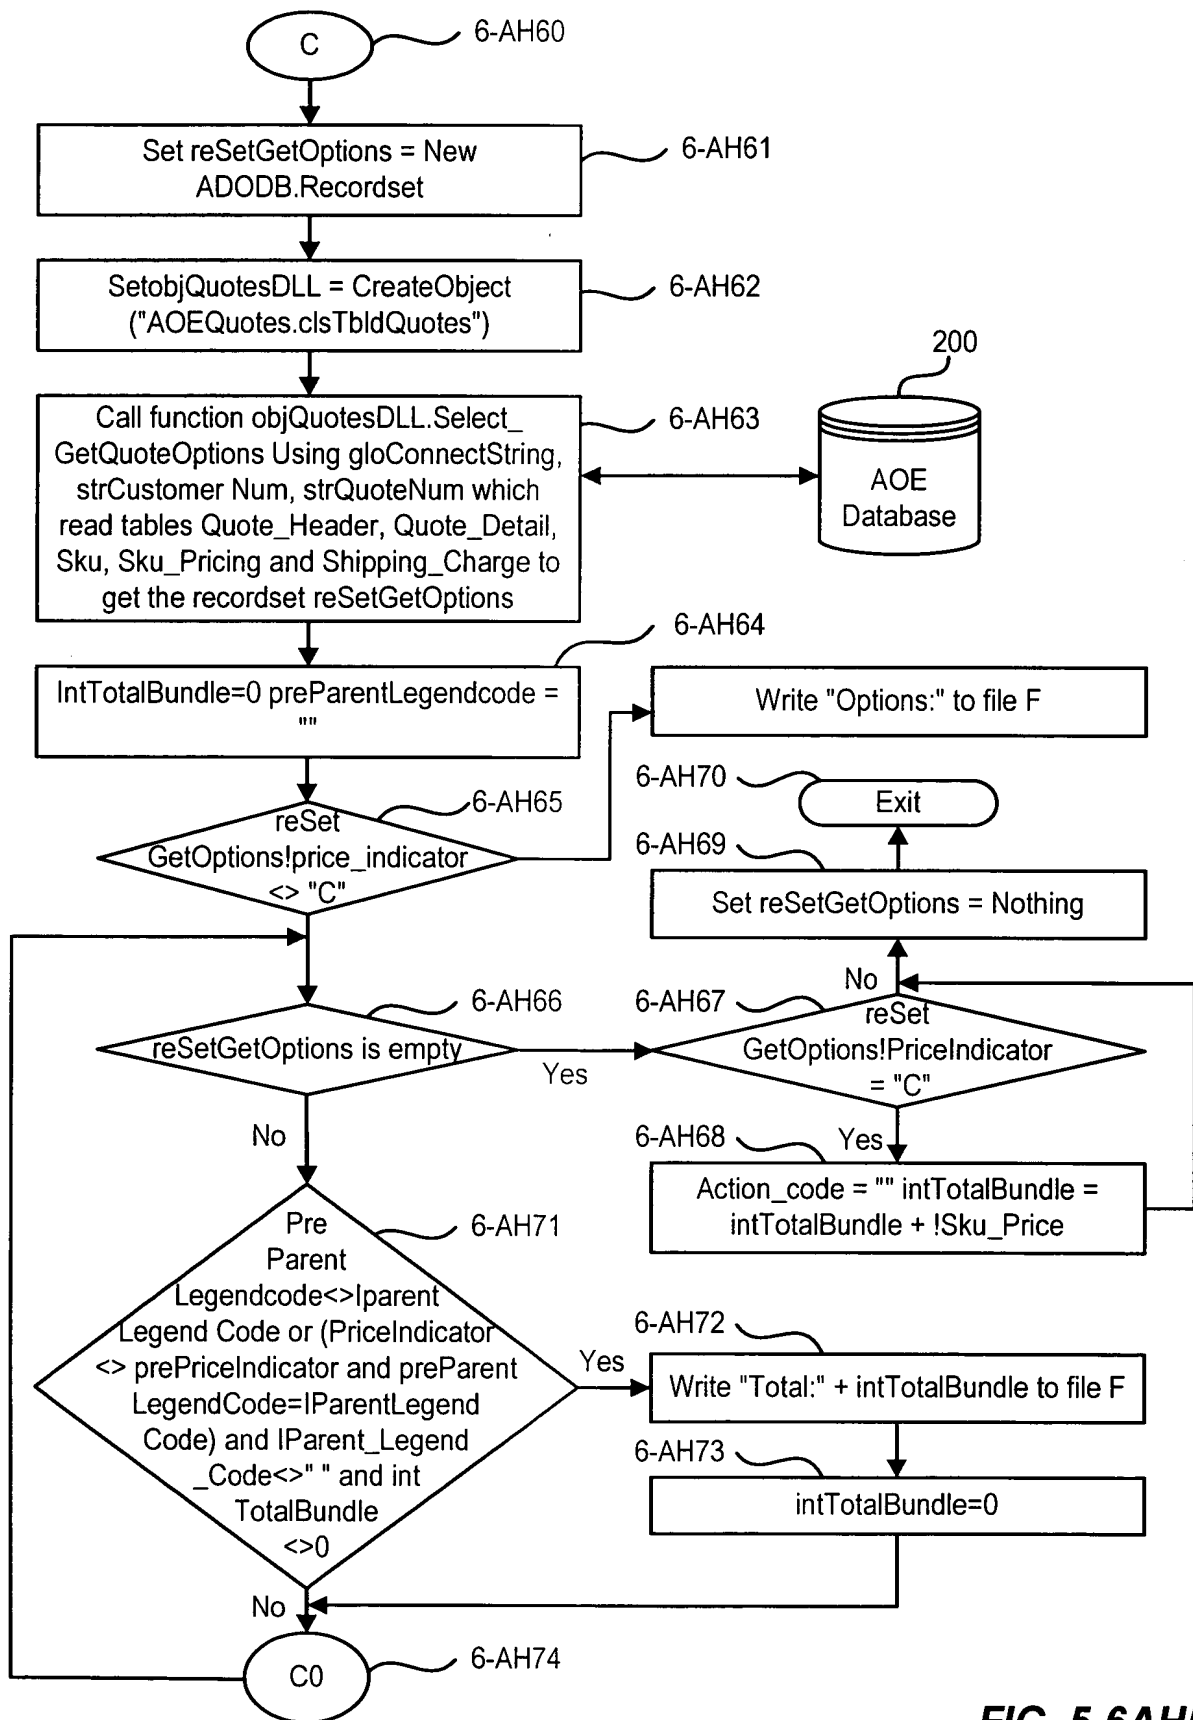 C
6-AH60
Set reSetGetOptions = New
ADODB.Recordset
6-AH61
SetobjQuotesDLL = CreateObject
("AOEQuotes.clsTbldQuotes")
6-AH62
Call function objQuotesDLL.Select_
GetQuoteOptions Using gloConnectString,
strCustomer Num, strQuoteNum which
read tables Quote_Header, Quote_Detail,
Sku, Sku_Pricing and Shipping_Charge to
get the recordset reSetGetOptions
6-AH63
200
AOE
Database
6-AH64
IntTotalBundle=0 preParentLegendcode =
""
Write "Options:" to file F
6-AH65
reSet
GetOptions!price_indicator
<> "C"
6-AH70
Exit
6-AH69
Set reSetGetOptions = Nothing
No
6-AH66
reSetGetOptions is empty
Yes
6-AH67
reSet
GetOptions!PriceIndicator
= "C"
No
Yes
6-AH68
Action_code = "" intTotalBundle =
intTotalBundle + !Sku_Price
6-AH71
Pre
Parent
Legendcode<>Iparent
Legend Code or (PriceIndicator
<> prePriceIndicator and preParent
LegendCode=IParentLegend
Code) and IParent_Legend
_Code<>" " and int
TotalBundle
<>0
Yes
6-AH72
Write "Total:" + intTotalBundle to file F
6-AH73
intTotalBundle=0
No
C0
6-AH74